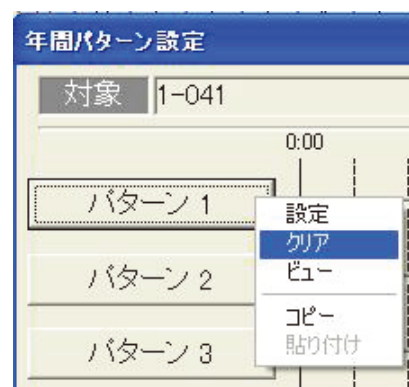 年間パターン設定
対象 1-041
0:00
パターン 1
設定
クリア
パターン 2
ビュー
コピー
パターン 3
貼り付け